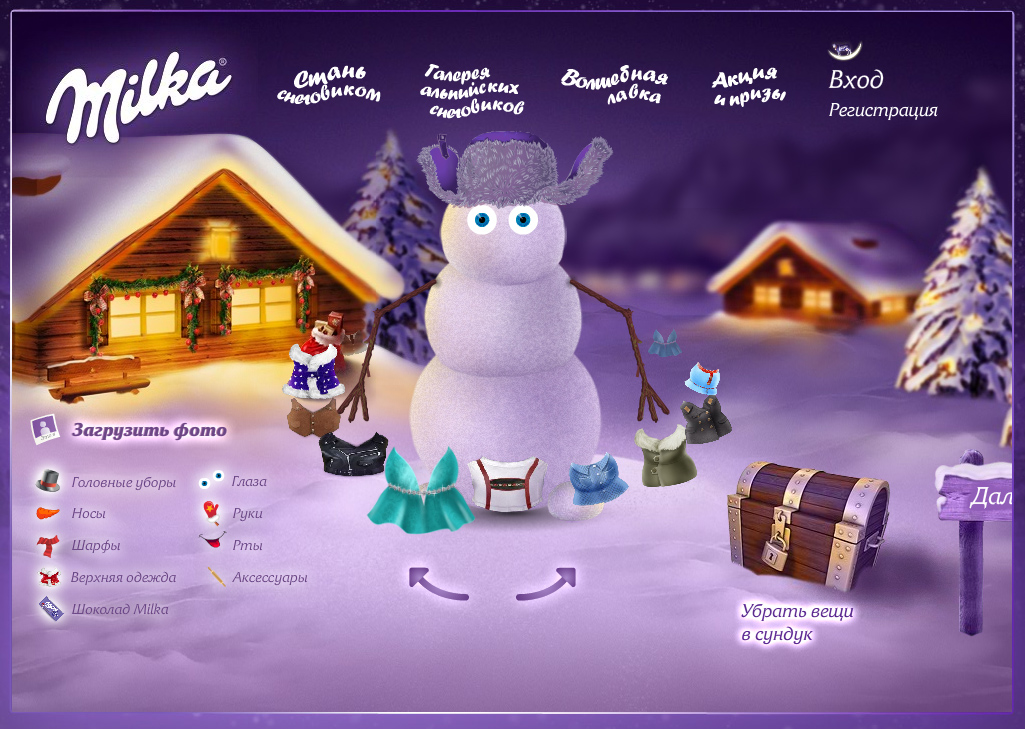 Milka®
Стань
снеговиком
Галерея
альпийских
снеговиков
Волшебная
лавка
Акция
и призы
Вход
Регистрация
Загрузить фото
Головные уборы
Глаза
Носы
Руки
Шарфы
Рты
Верхняя одежда
Аксессуары
Шоколад Milka
Убрать вещи
в сундук
Дал